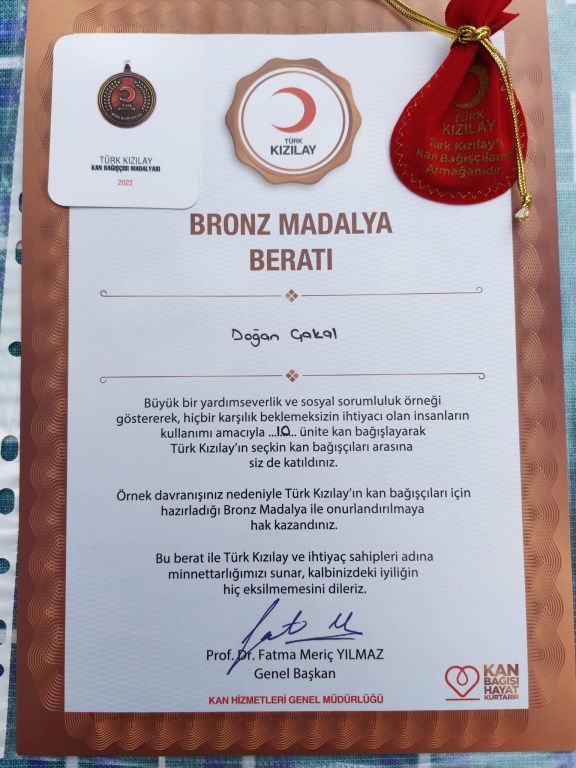 TÜRK KIZILAY
KAN BAĞIŞÇISI MADALYASI
2022
TÜRK
KIZILAY
TÜRK
KIZILAY
Türk Kızılay'ı
Kan Bağışçılarına
Armağanıdır.
BRONZ MADALYA
BERATI
Doğan Çakal
Büyük bir yardımseverlik ve sosyal sorumluluk örneği
göstererek, hiçbir karşılık beklemeksizin ihtiyacı olan insanların
kullanımı amacıyla ...10... ünite kan bağışlayarak
Türk Kızılay'ın seçkin kan bağışçıları arasına
siz de katıldınız.
Örnek davranışınız nedeniyle Türk Kızılay'ın kan bağışçıları için
hazırladığı Bronz Madalya ile onurlandırılmaya
hak kazandınız.
Bu berat ile Türk Kızılay ve ihtiyaç sahipleri adına
minnettarlığımızı sunar, kalbinizdeki iyiliğin
hiç eksilmemesini dileriz.
Prof. Dr. Fatma Meriç YILMAZ
Genel Başkan
KAN HİZMETLERİ GENEL MÜDÜRLÜĞÜ
KAN
BAĞIŞI
HAYAT
KURTARIR